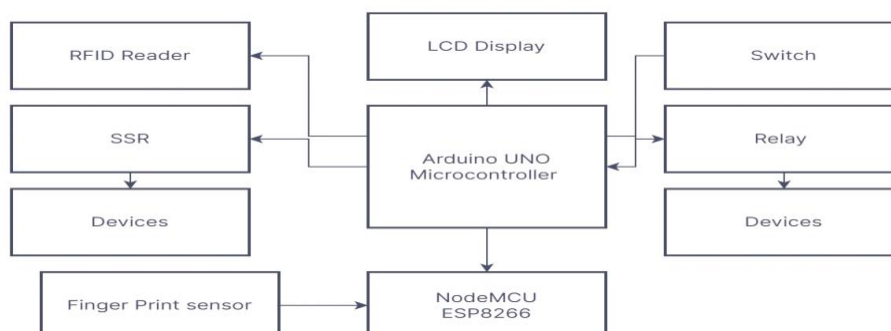 RFID Reader
LCD Display
Switch
SSR
Arduino UNO
Microcontroller
Relay
Devices
Devices
Finger Print sensor
NodeMCU
ESP8266